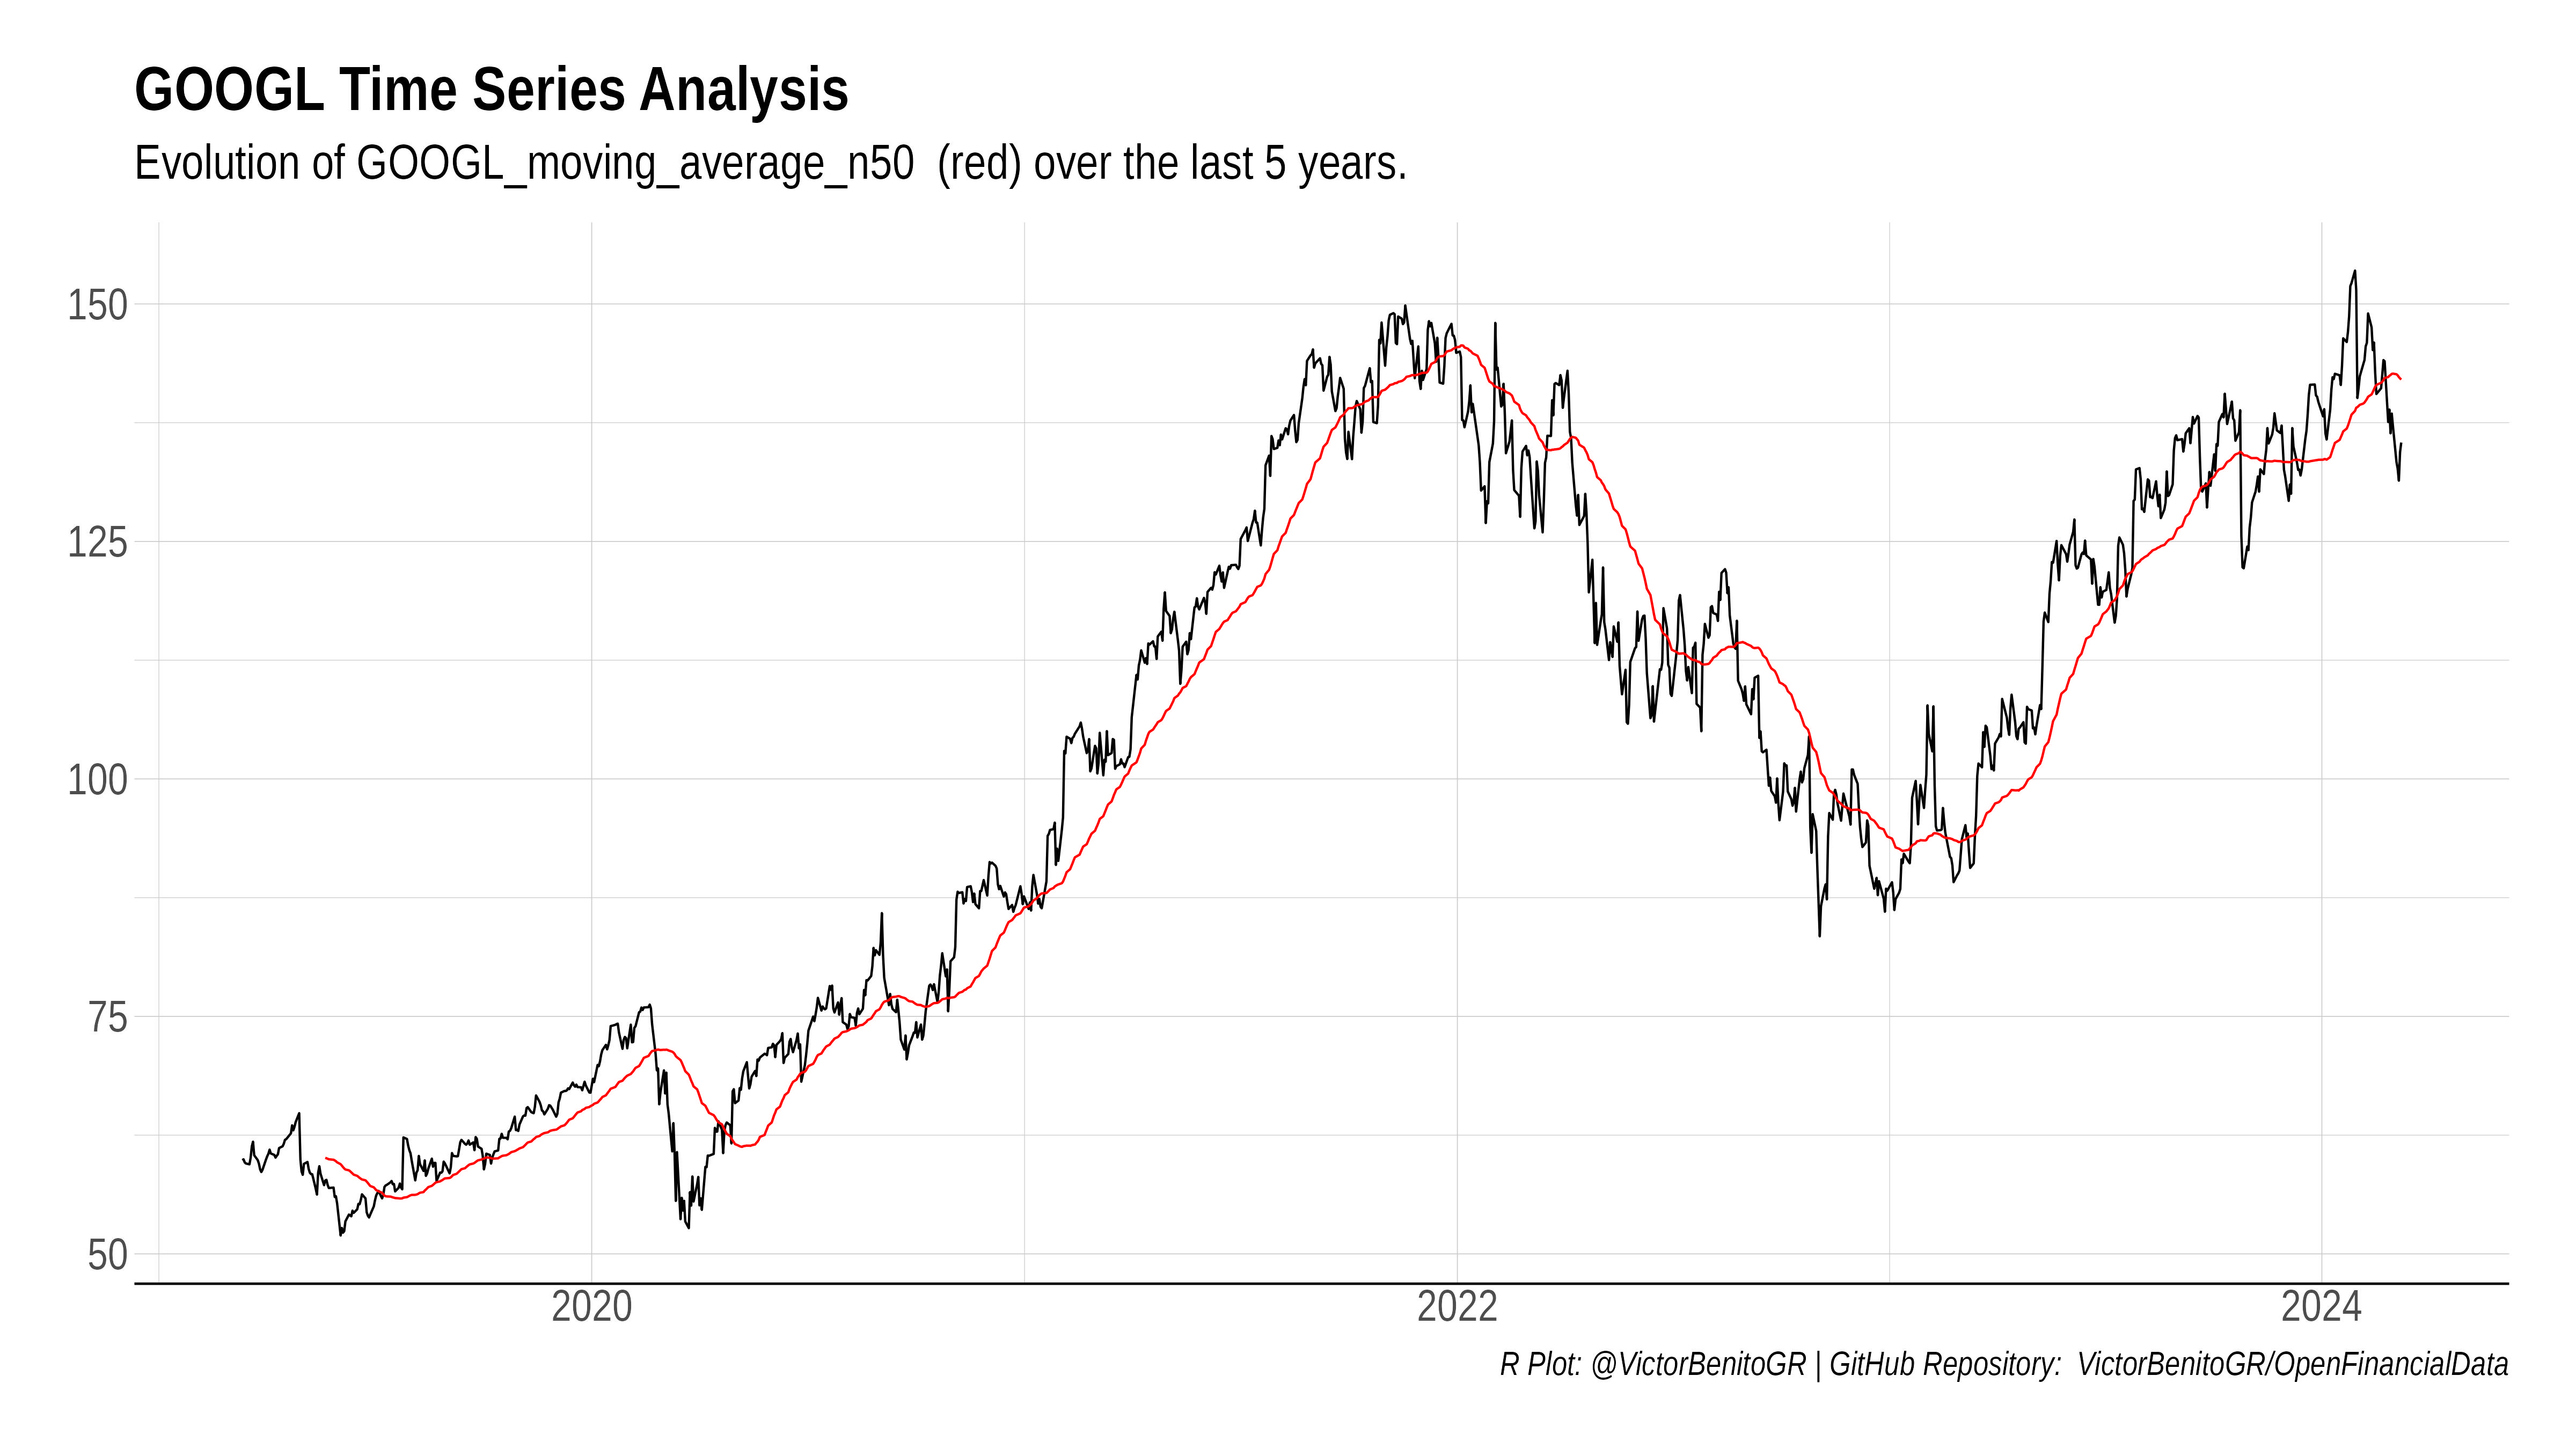 GOOGL Time Series Analysis
Evolution of GOOGL_moving_average_n50  (red) over the last 5 years.
150
125
100
75
50
2020 2022 2024
R Plot: @VictorBenitoGR | GitHub Repository:  VictorBenitoGR/OpenFinancialData